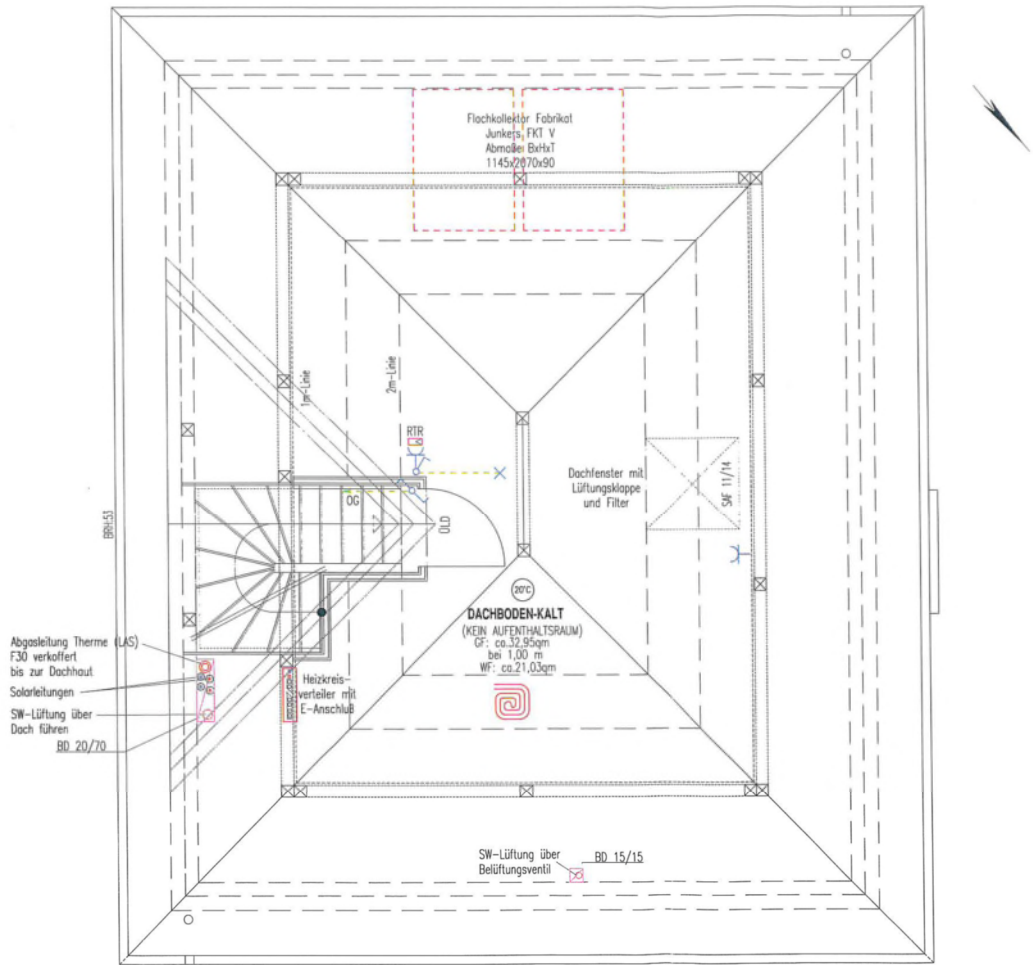 Flachkollektor Fabrikat
Junkers FKT V
Abmaße BxHxT
1145x2070x90
1m-Linie
2m-Linie
RTR
OG
ÜLD
BRH:53
Dachfenster mit
Lüftungsklappe
und Filter
SAF 11/14
20°C
DACHBODEN-KALT
(KEIN AUFENTHALTSRAUM)
GF: ca.32,95qm
bei 1,00 m
WF: ca.21,03qm
Abgasleitung Therme (LAS)
F30 verkoffert
bis zur Dachhaut
Solarleitungen
SW-Lüftung über
Dach führen
BD 20/70
Heizkreis-
verteiler mit
E-Anschluß
SW-Lüftung über
Belüftungsventil
BD 15/15